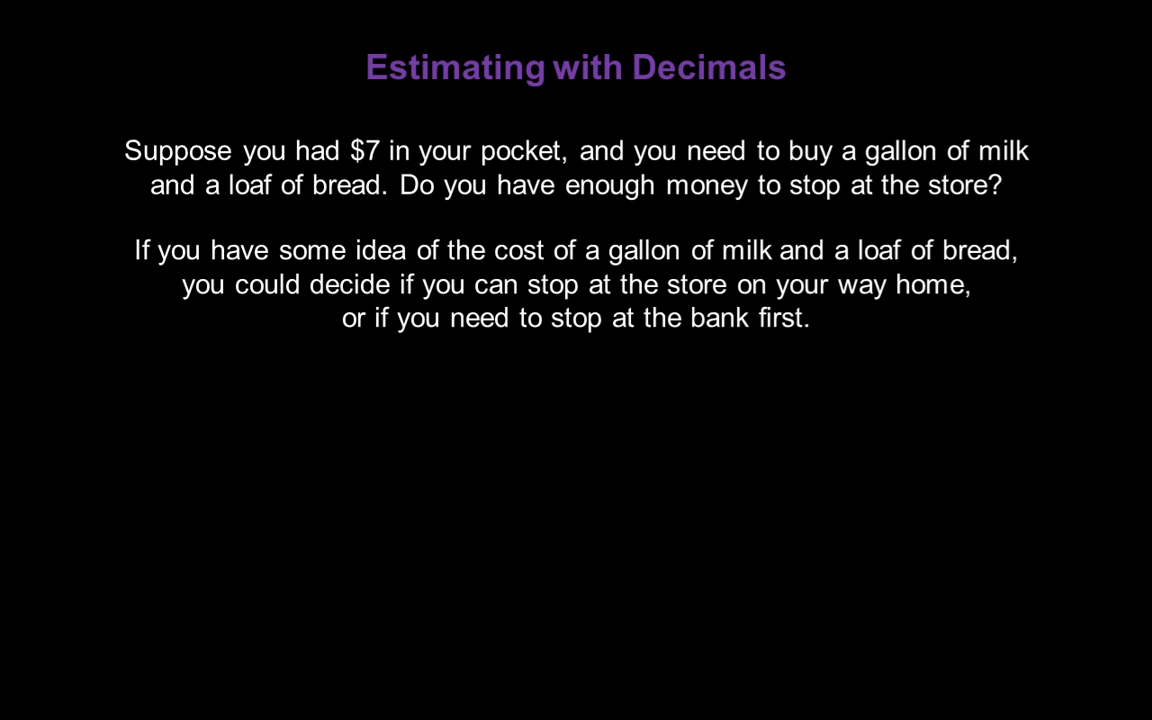 Estimating with Decimals
Suppose you had $7 in your pocket, and you need to buy a gallon of milk
and a loaf of bread. Do you have enough money to stop at the store?
If you have some idea of the cost of a gallon of milk and a loaf of bread,
you could decide if you can stop at the store on your way home,
or if you need to stop at the bank first.